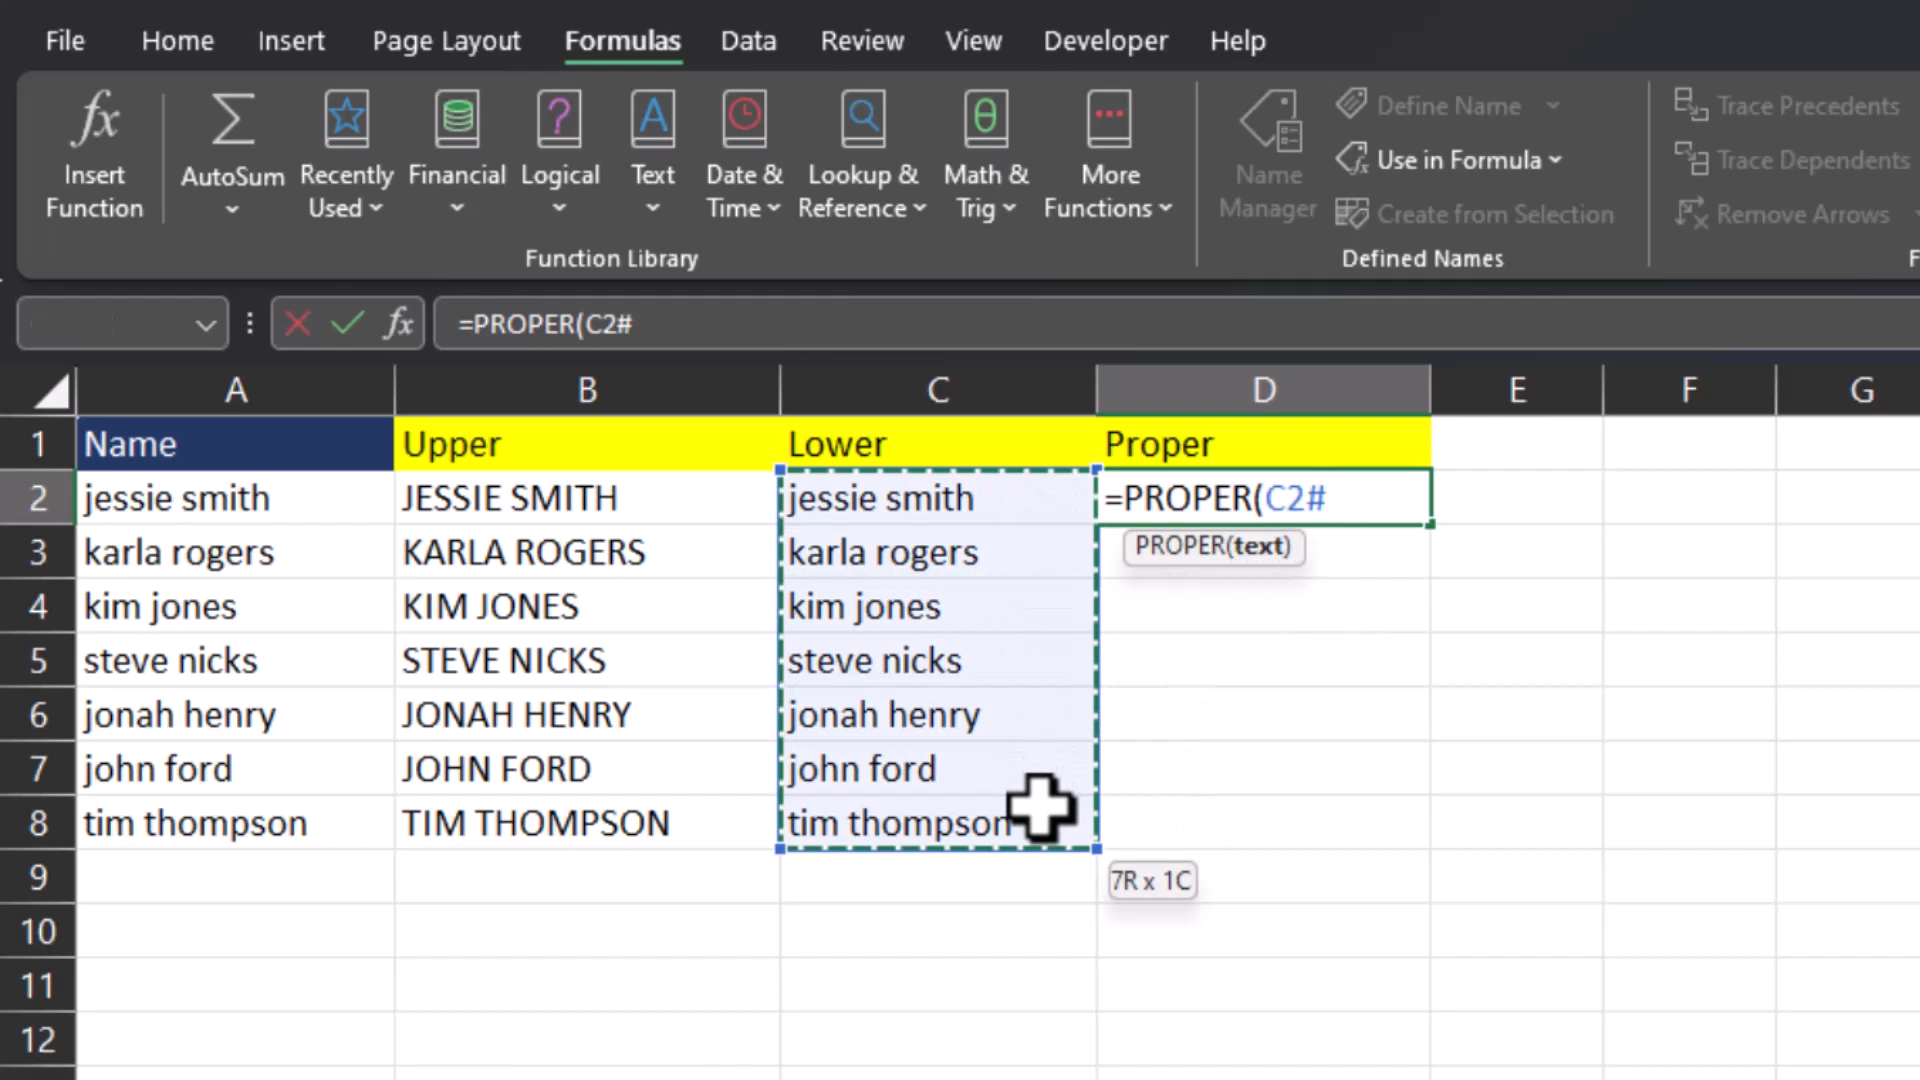 File Home Insert Page Layout Formulas Data Review View Developer Help
fx Insert Function
AutoSum
Recently Used
Financial
Logical
Text
Date & Time
Lookup & Reference
Math & Trig
More Functions
Function Library
Name Manager
Define Name
Use in Formula
Create from Selection
Defined Names
Trace Precedents
Trace Dependents
Remove Arrows
F
fx =PROPER(C2#
A B C D E F G
1 Name Upper Lower Proper
2 jessie smith JESSIE SMITH jessie smith =PROPER(C2#
PROPER(text)
3 karla rogers KARLA ROGERS karla rogers
4 kim jones KIM JONES kim jones
5 steve nicks STEVE NICKS steve nicks
6 jonah henry JONAH HENRY jonah henry
7 john ford JOHN FORD john ford
8 tim thompson TIM THOMPSON tim thompson
9 7R x 1C
10
11
12